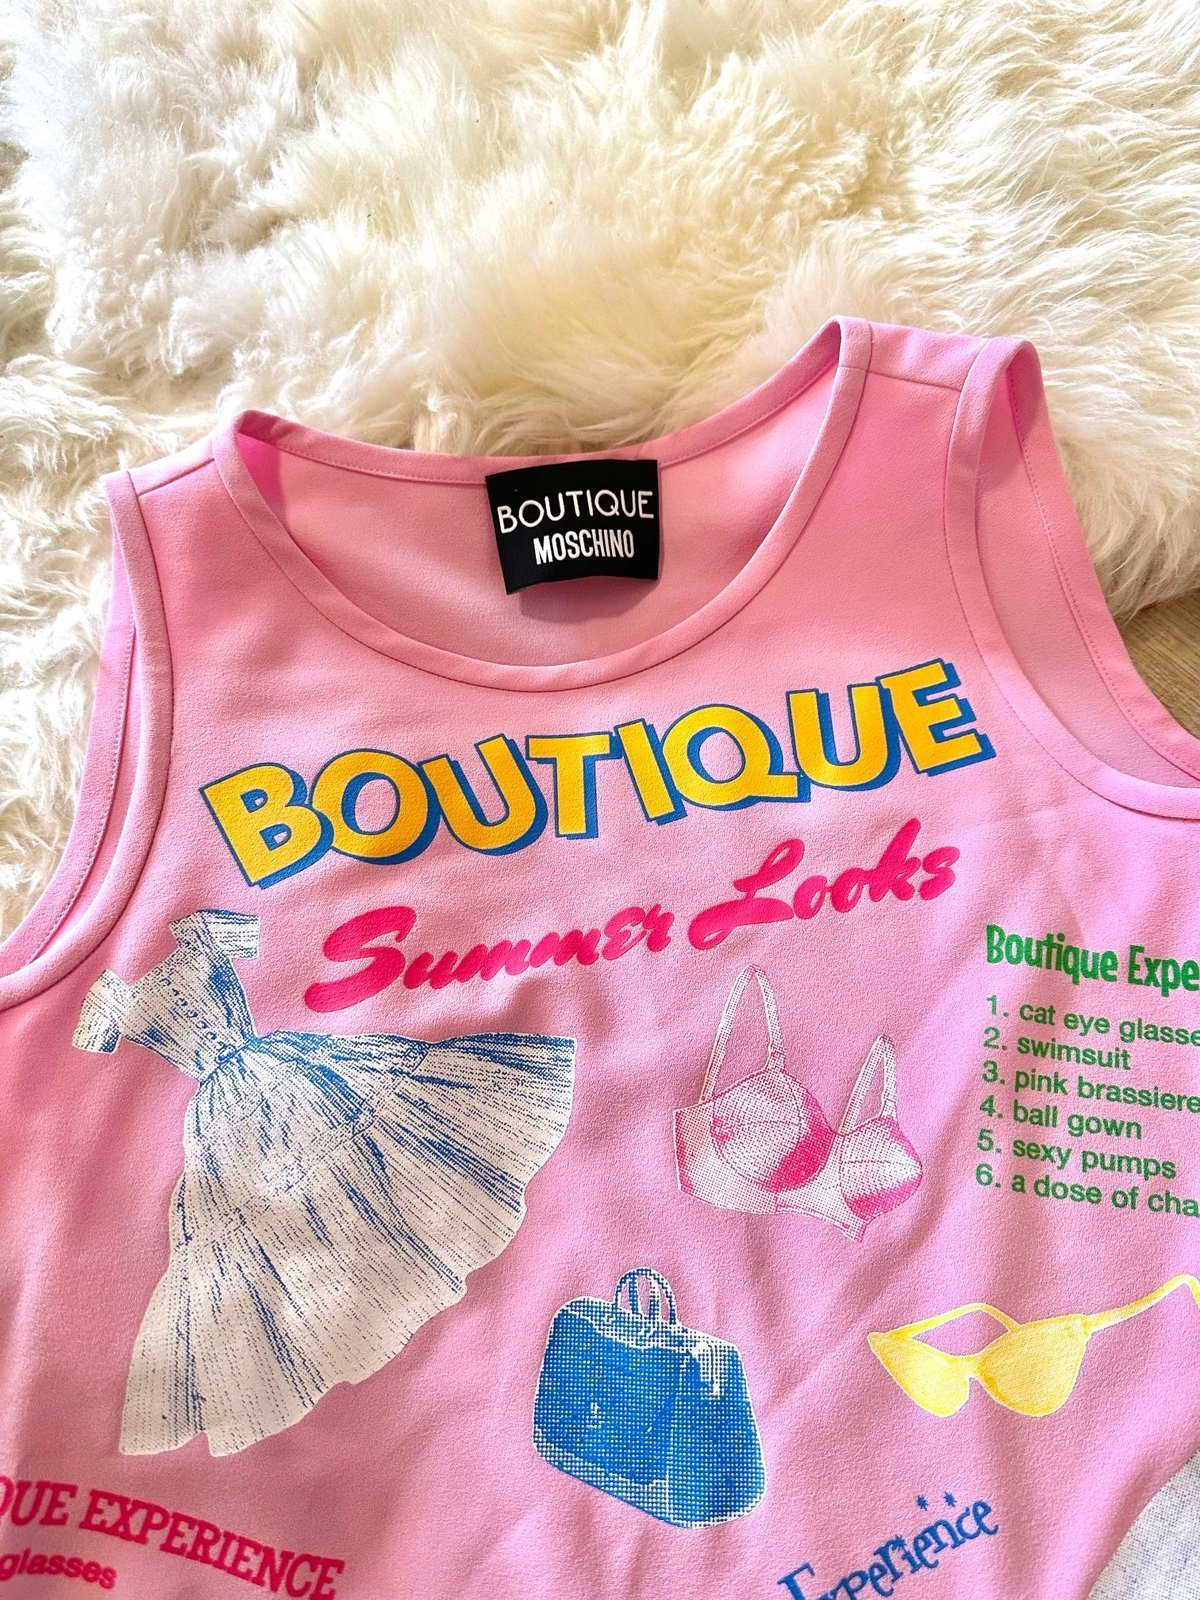 BOUTIQUE
MOSCHINO
BOUTIQUE
Summer Looks
Boutique Expe
1. cat eye glasse
2. swimsuit
3. pink brassiere
4. ball gown
5. sexy pumps
6. a dose of cha
QUE EXPERIENCE
glasses
Experience